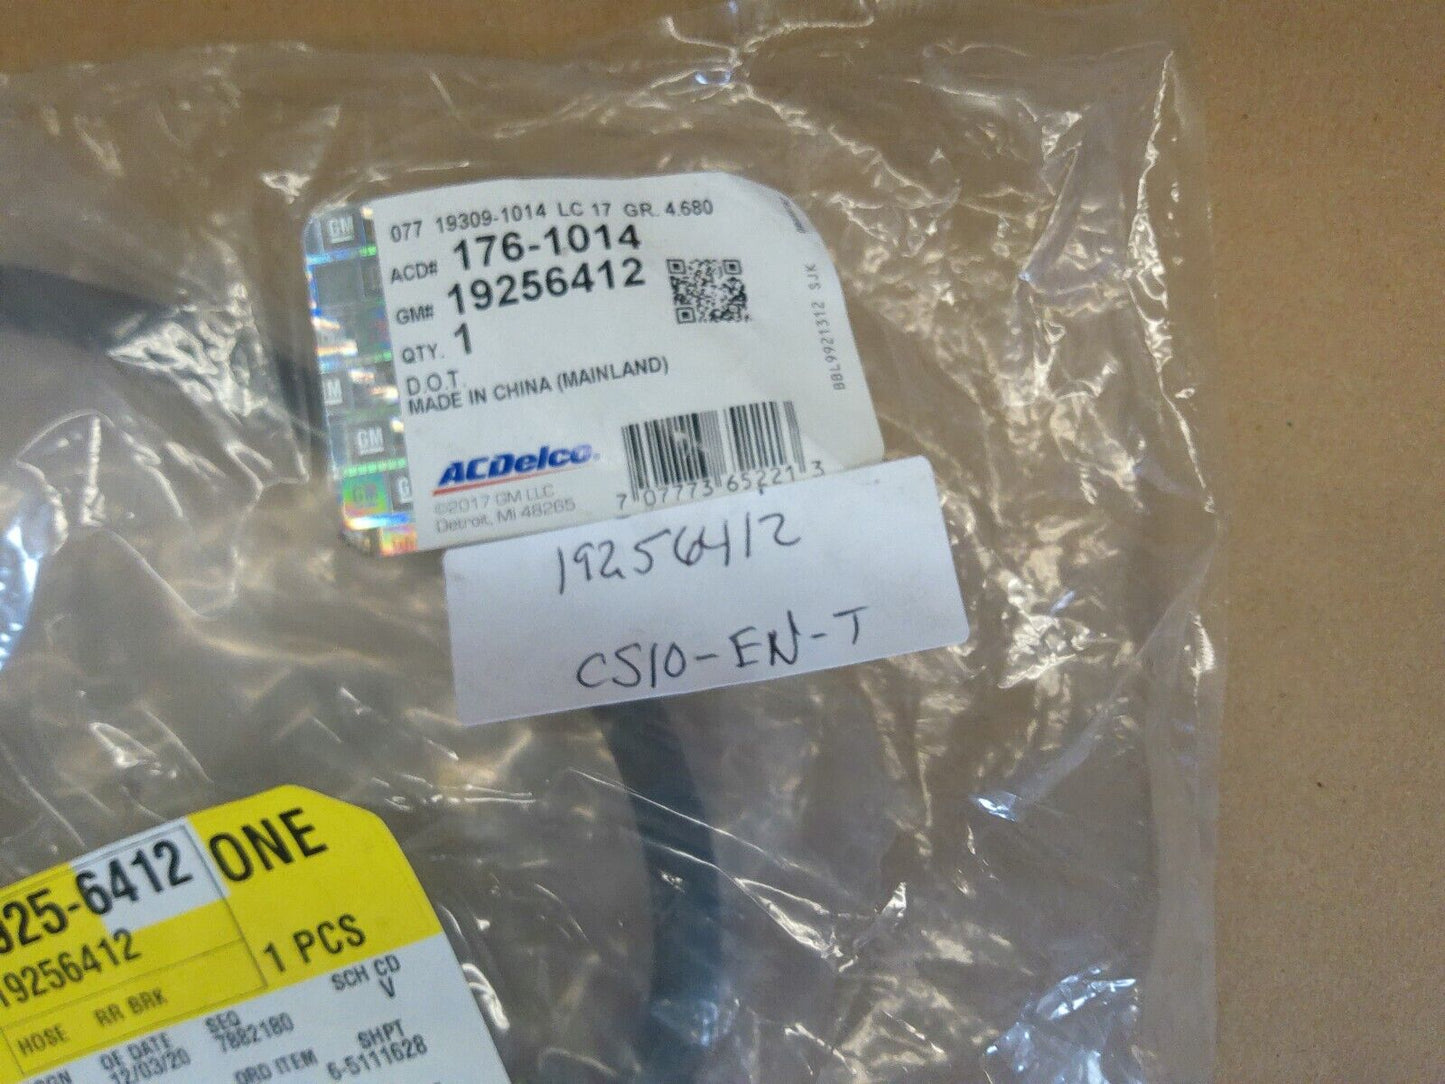 077 19309-1014 LC 17 GR. 4.680
ACD# 176-1014
GM# 19256412
QTY. 1
D.O.T.
MADE IN CHINA (MAINLAND)
BBL9921312 SJK
GM
GM
ACDelco®
©2017 GM LLC
Detroit, MI 48265
7 07773 65221 3
19256412
CS10-EN-T
925-6412 ONE
19256412
1 PCS
HOSE RR BRK
SCH CD
V
OE DATE
12/03/20
SEQ
7882180
ORD ITEM
SHPT
6-5111628